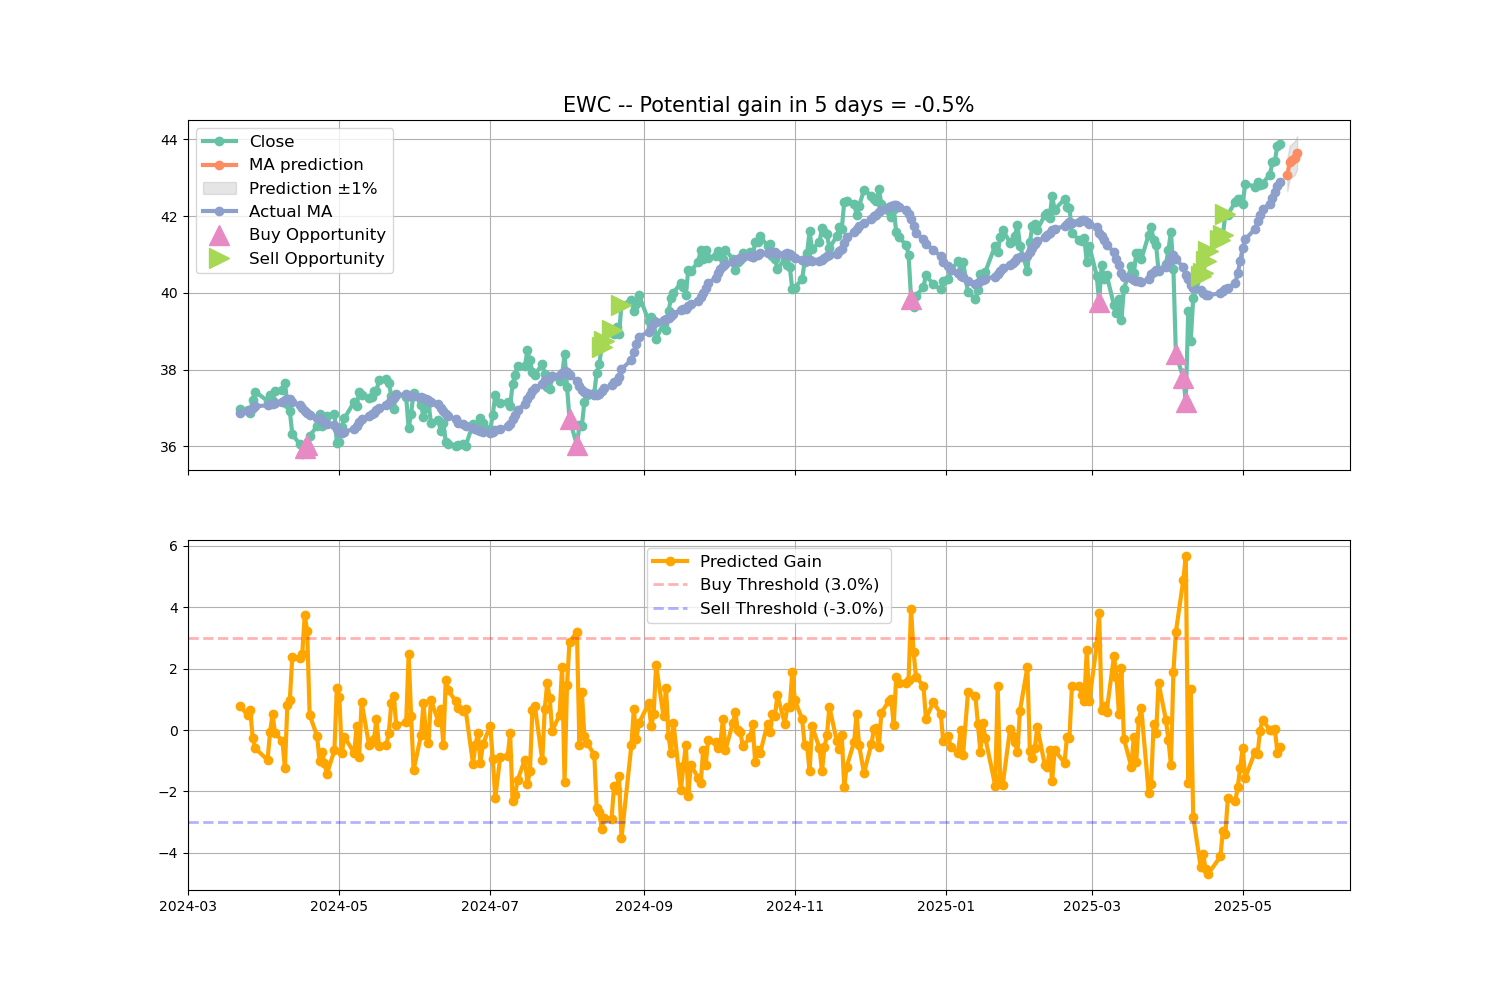 EWC -- Potential gain in 5 days = -0.5%
44
42
40
38
36
Close
MA prediction
Prediction ±1%
Actual MA
Buy Opportunity
Sell Opportunity
6
4
2
0
−2
−4
Predicted Gain
Buy Threshold (3.0%)
Sell Threshold (-3.0%)
2024-03
2024-05
2024-07
2024-09
2024-11
2025-01
2025-03
2025-05